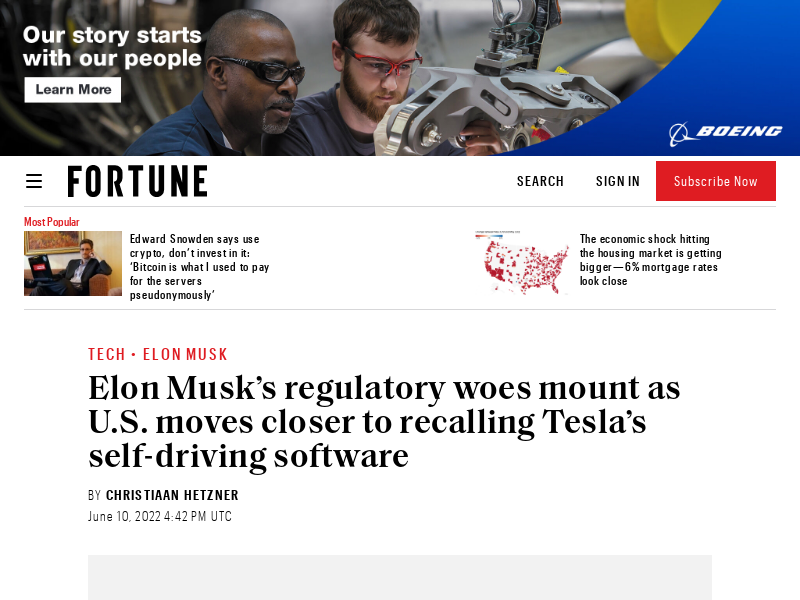 Our story starts
with our people
Learn More
BOEING
FORTUNE
SEARCH
SIGN IN
Subscribe Now
Most Popular
Edward Snowden says use
crypto, don't invest in it:
'Bitcoin is what I used to pay
for the servers
pseudonymously'
The economic shock hitting
the housing market is getting
bigger—6% mortgage rates
look close
TECH • ELON MUSK
Elon Musk's regulatory woes mount as
U.S. moves closer to recalling Tesla's
self-driving software
BY CHRISTIAAN HETZNER
June 10, 2022 4:42 PM UTC